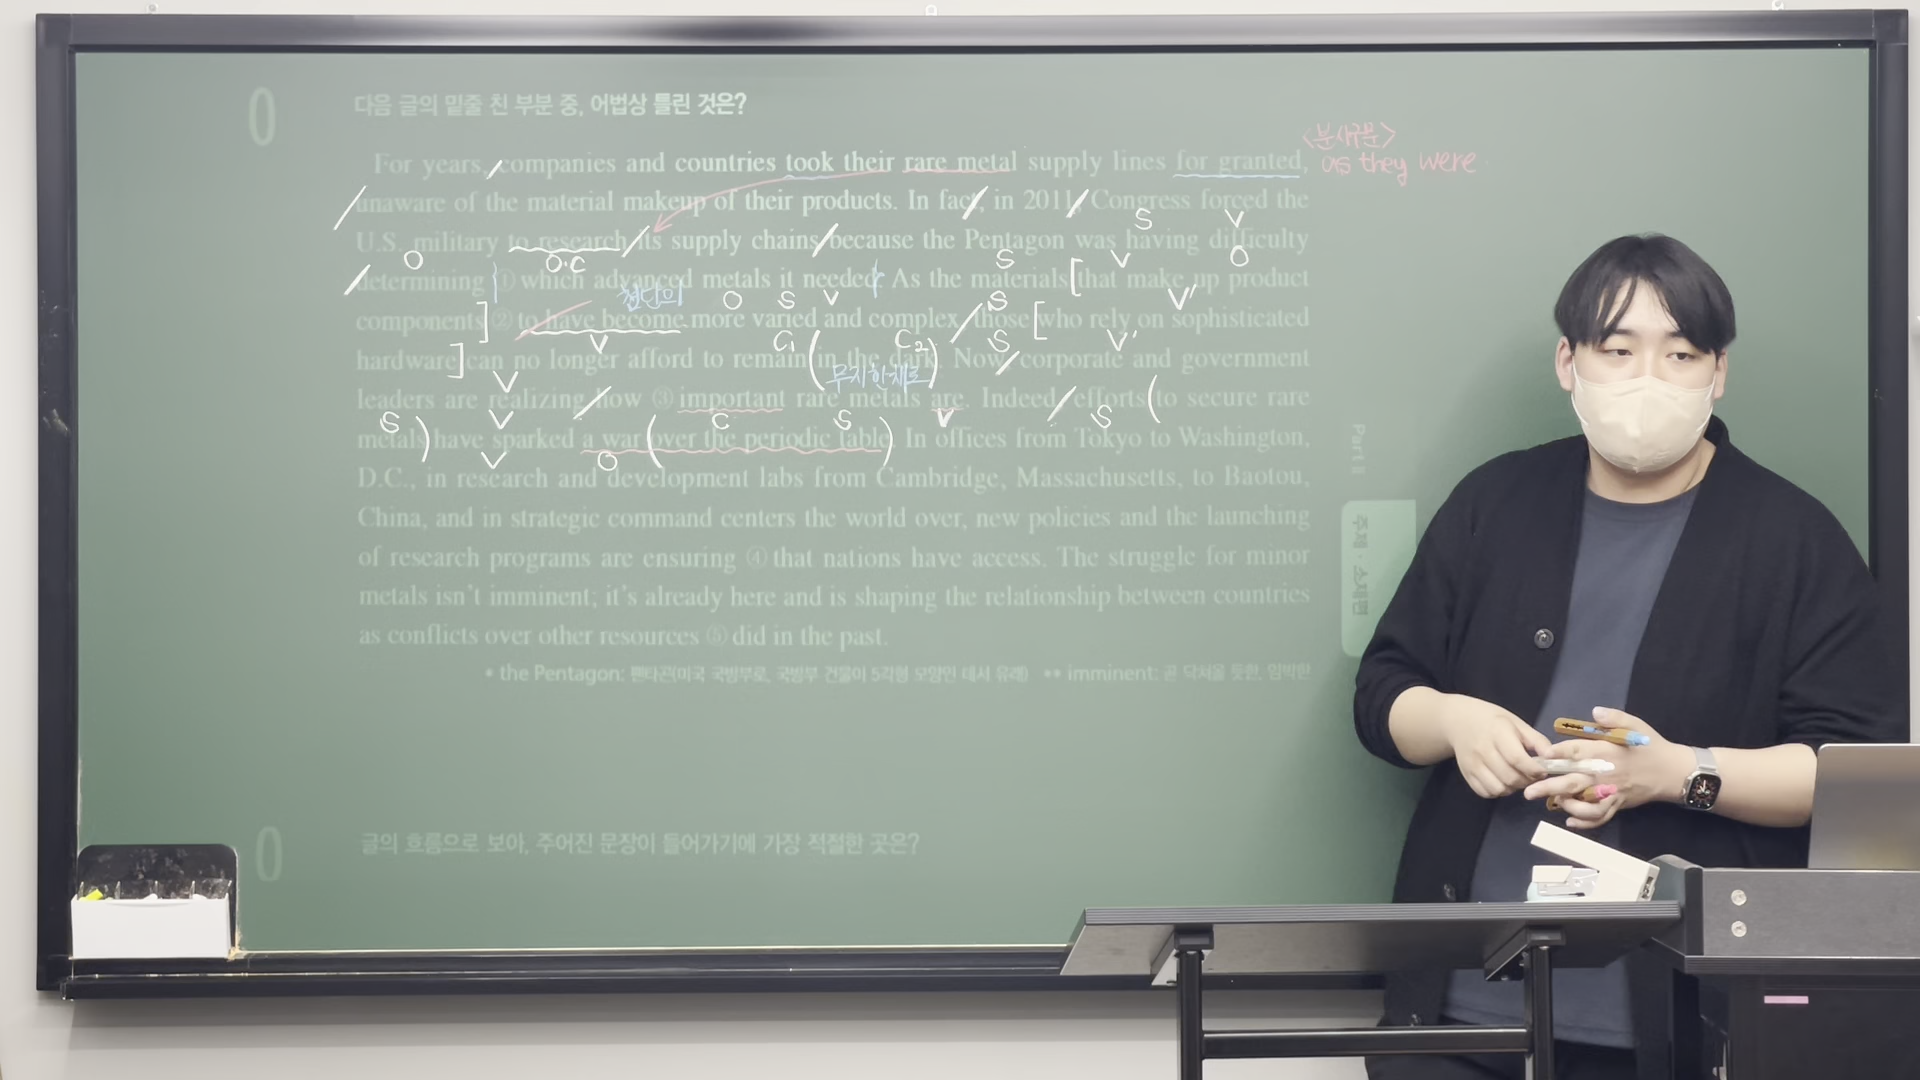 0 다음 글의 밑줄 친 부분 중, 어법상 틀린 것은?
<분사구문>
For years, companies and countries took their rare metal supply lines for granted, as they were
unaware of the material makeup of their products. In fact, in 2011, Congress forced the
S V
U.S. military to research its supply chains because the Pentagon was having difficulty
O O.C S V O
determining ① which advanced metals it needed. As the materials [that make up product
첨단의 O S V S V'
components] ② to have become more varied and complex, those [who rely on sophisticated
V C1 C2 S V'
hardware] can no longer afford to remain (in the dark). Now, corporate and government
V 무지한 채로
leaders are realizing how ③ important rare metals are. Indeed, efforts (to secure rare
S V C S V S
metals) have sparked a war (over the periodic table). In offices from Tokyo to Washington,
V O
D.C., in research and development labs from Cambridge, Massachusetts, to Baotou,
China, and in strategic command centers the world over, new policies and the launching
of research programs are ensuring ④ that nations have access. The struggle for minor
metals isn't imminent; it's already here and is shaping the relationship between countries
as conflicts over other resources ⑤ did in the past.
* the Pentagon: 펜타곤(미국 국방부로, 국방부 건물이 5각형 모양인 데서 유래) ** imminent: 곧 닥쳐올 듯한, 임박한
Part II
주제·소재편
0 글의 흐름으로 보아, 주어진 문장이 들어가기에 가장 적절한 곳은?